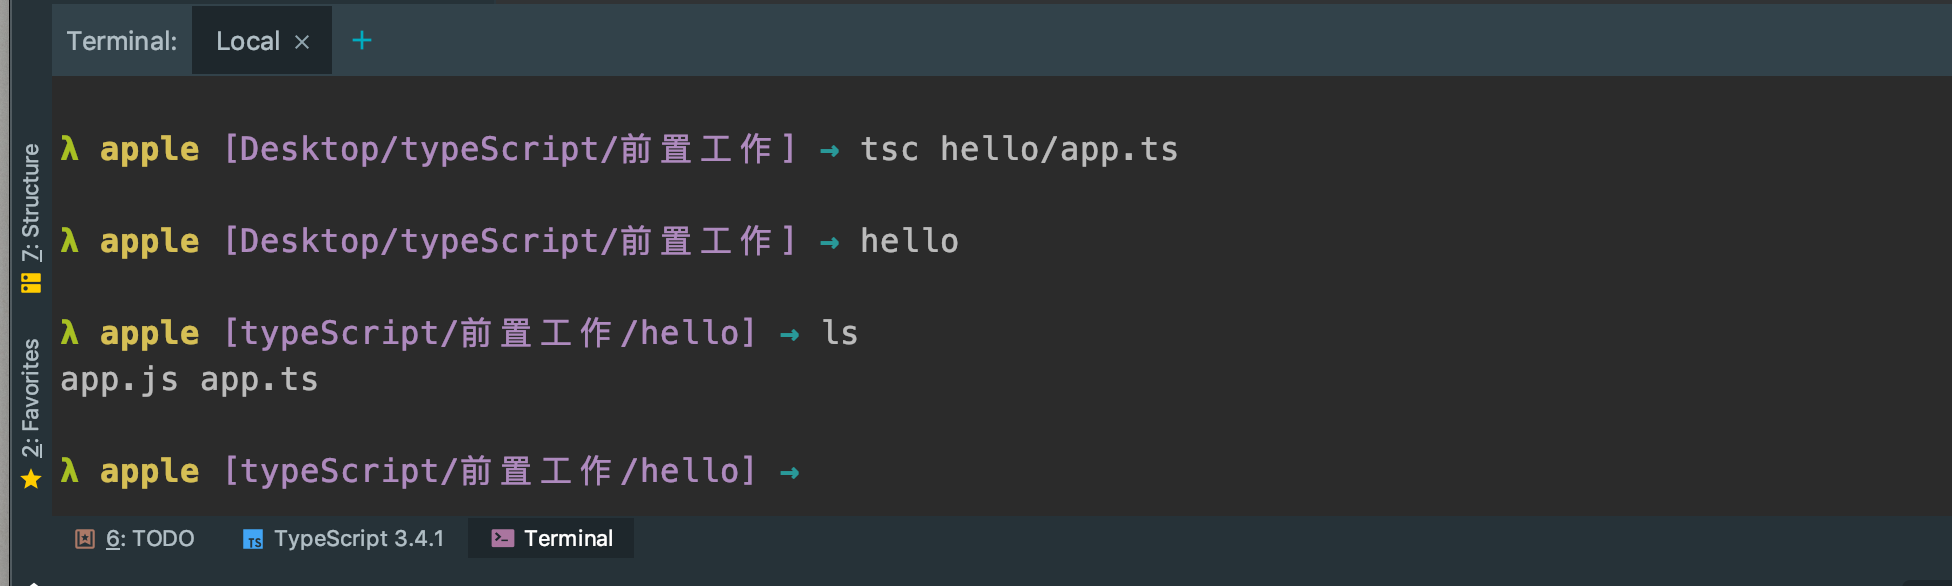 Terminal: Local × +
λ apple [Desktop/typeScript/前置工作] → tsc hello/app.ts
λ apple [Desktop/typeScript/前置工作] → hello
λ apple [typeScript/前置工作/hello] → ls
app.js app.ts
λ apple [typeScript/前置工作/hello] →
7: Structure
2: Favorites
6: TODO TS TypeScript 3.4.1 Terminal